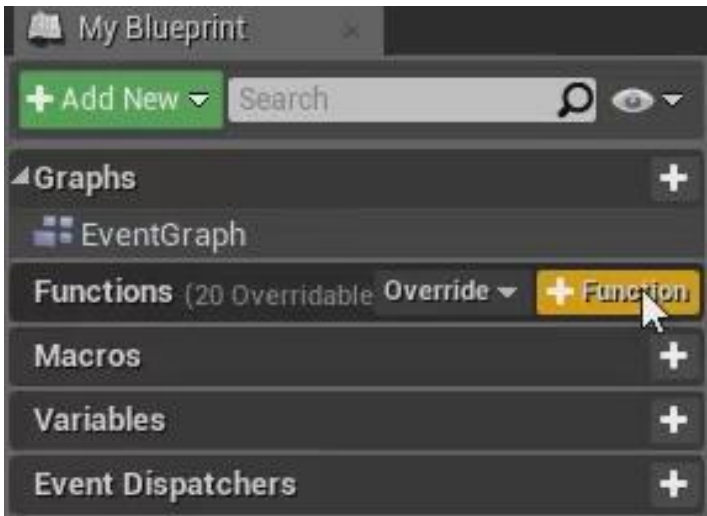 My Blueprint
Add New Search
Graphs
EventGraph
Functions (20 Overridable Override Function
Macros
Variables
Event Dispatchers